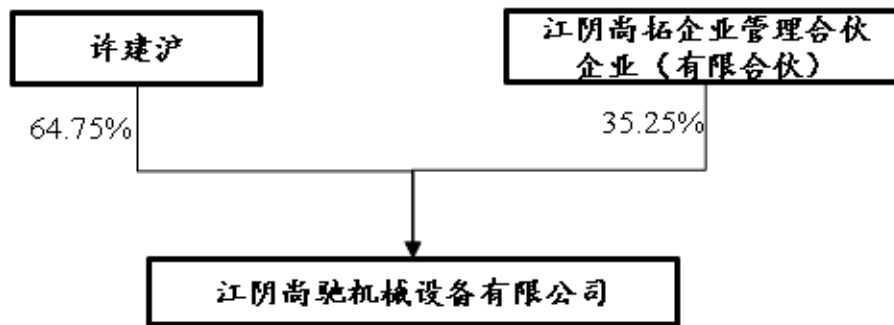 许建沪
江阴尚拓企业管理合伙
企业（有限合伙）
64.75%
35.25%
江阴尚驰机械设备有限公司